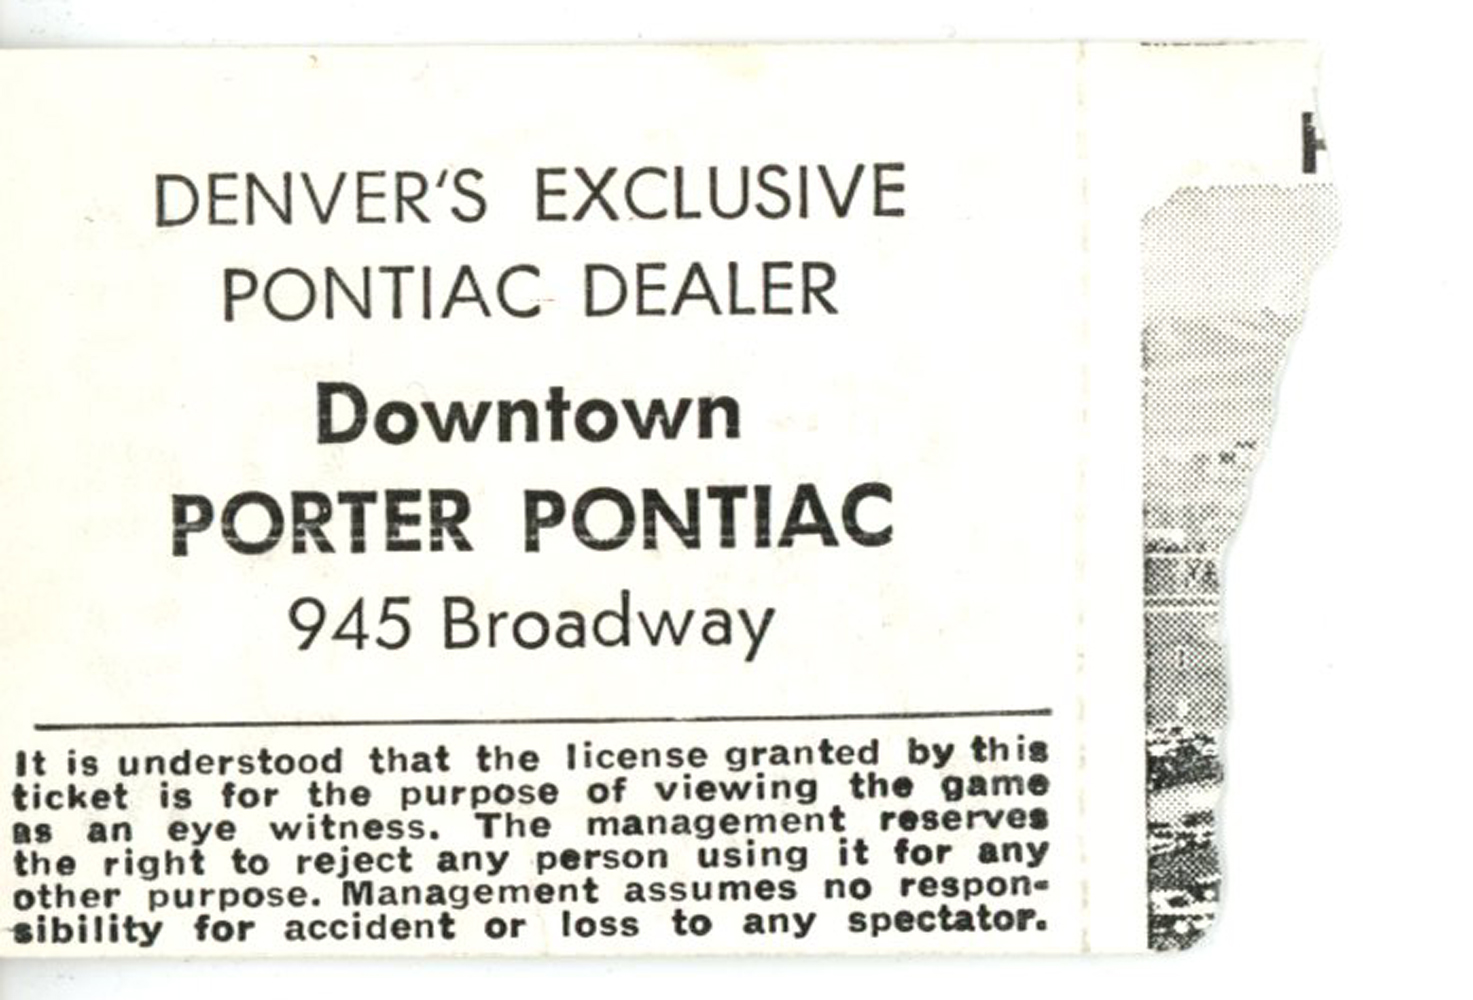 DENVER'S EXCLUSIVE
PONTIAC DEALER
Downtown
PORTER PONTIAC
945 Broadway
It is understood that the license granted by this
ticket is for the purpose of viewing the game
as an eye witness. The management reserves
the right to reject any person using it for any
other purpose. Management assumes no respon-
sibility for accident or loss to any spectator.